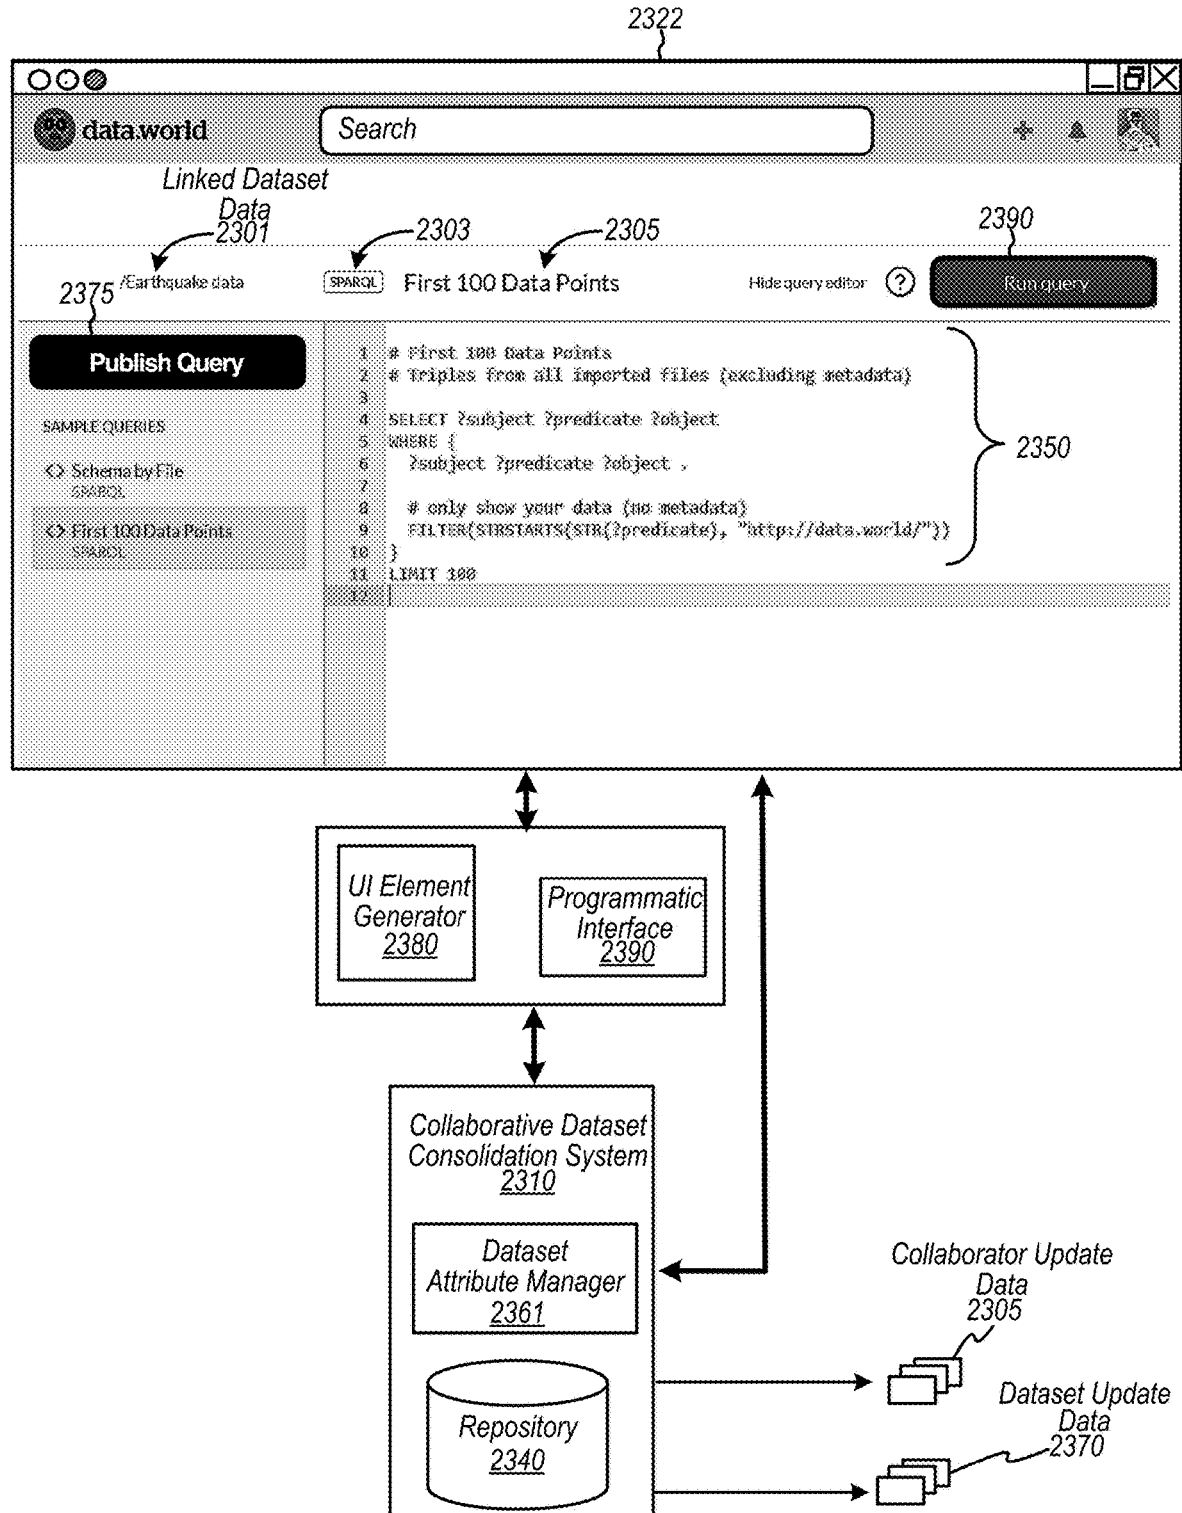 2322
data.world
Search
Linked Dataset
Data
2301
2303
2305
2390
/Earthquake data
SPARQL
First 100 Data Points
Hide query editor
?
Run query
2375
Publish Query
SAMPLE QUERIES
<> Schema by File
SPARQL
<> First 100 Data Points
SPARQL
1 # First 100 Data Points
2 # Triples from all imported files (excluding metadata)
3
4 SELECT ?subject ?predicate ?object
5 WHERE {
6 ?subject ?predicate ?object .
7
8 # only show your data (no metadata)
9 FILTER(STRSTARTS(STR(?predicate), "http://data.world/"))
10 }
11 LIMIT 100
12
2350
UI Element
Generator
2380
Programmatic
Interface
2390
Collaborative Dataset
Consolidation System
2310
Dataset
Attribute Manager
2361
Repository
2340
Collaborator Update
Data
2305
Dataset Update
Data
2370